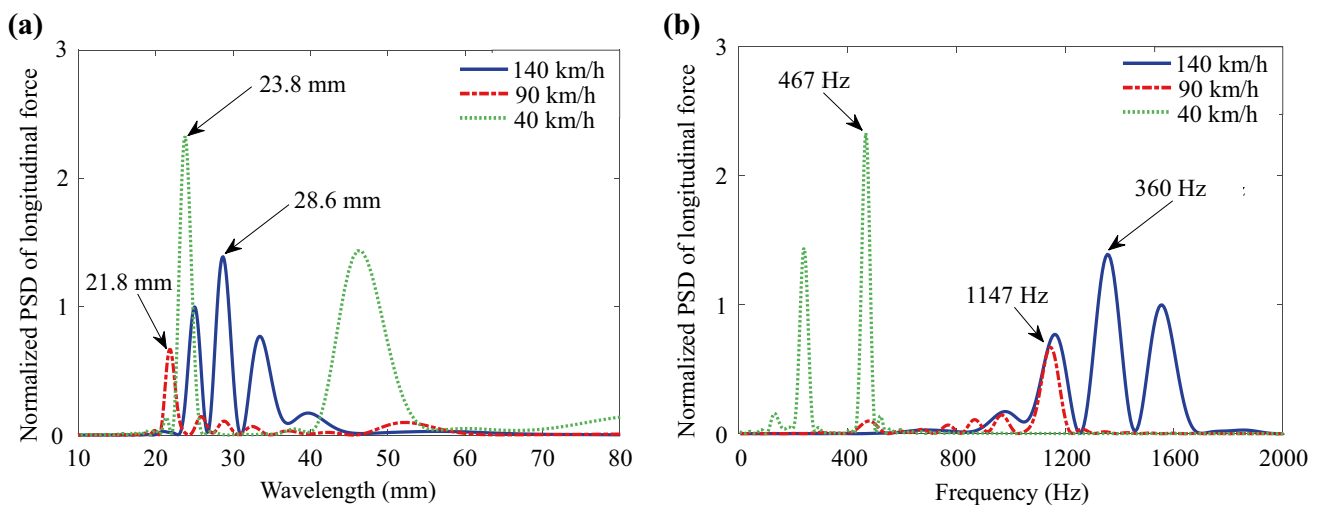 (a)
Normalized PSD of longitudinal force
3
2
1
0
23.8 mm
28.6 mm
21.8 mm
140 km/h
90 km/h
40 km/h
10 20 30 40 50 60 70 80
Wavelength (mm)
(b)
Normalized PSD of longitudinal force
3
2
1
0
467 Hz
360 Hz
1147 Hz
140 km/h
90 km/h
40 km/h
0 400 800 1200 1600 2000
Frequency (Hz)